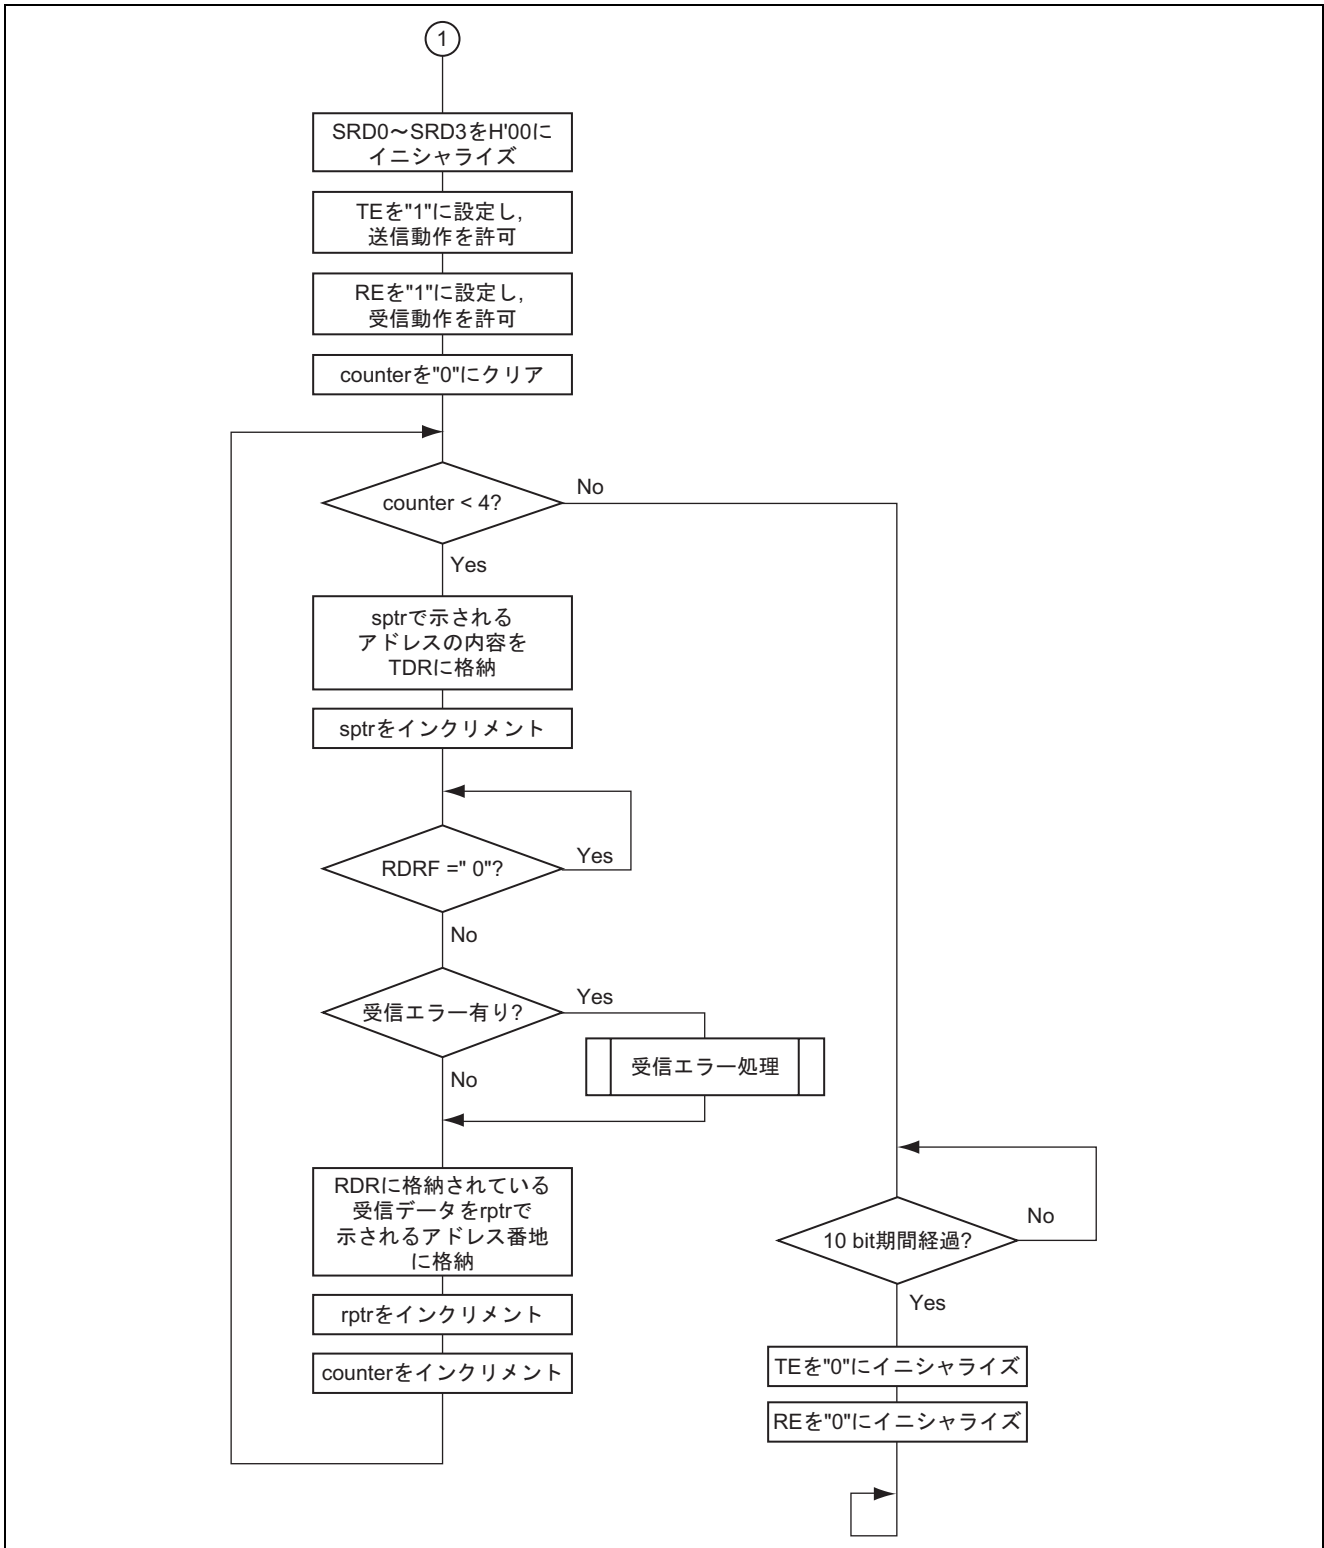 1
SRD0～SRD3をH'00に
イニシャライズ
TEを"1"に設定し,
送信動作を許可
REを"1"に設定し,
受信動作を許可
counterを"0"にクリア
counter < 4?
No
Yes
sptrで示される
アドレスの内容を
TDRに格納
sptrをインクリメント
RDRF =" 0"?
Yes
No
受信エラー有り?
Yes
受信エラー処理
No
RDRに格納されている
受信データをrptrで
示されるアドレス番地
に格納
rptrをインクリメント
counterをインクリメント
10 bit期間経過?
No
Yes
TEを"0"にイニシャライズ
REを"0"にイニシャライズ